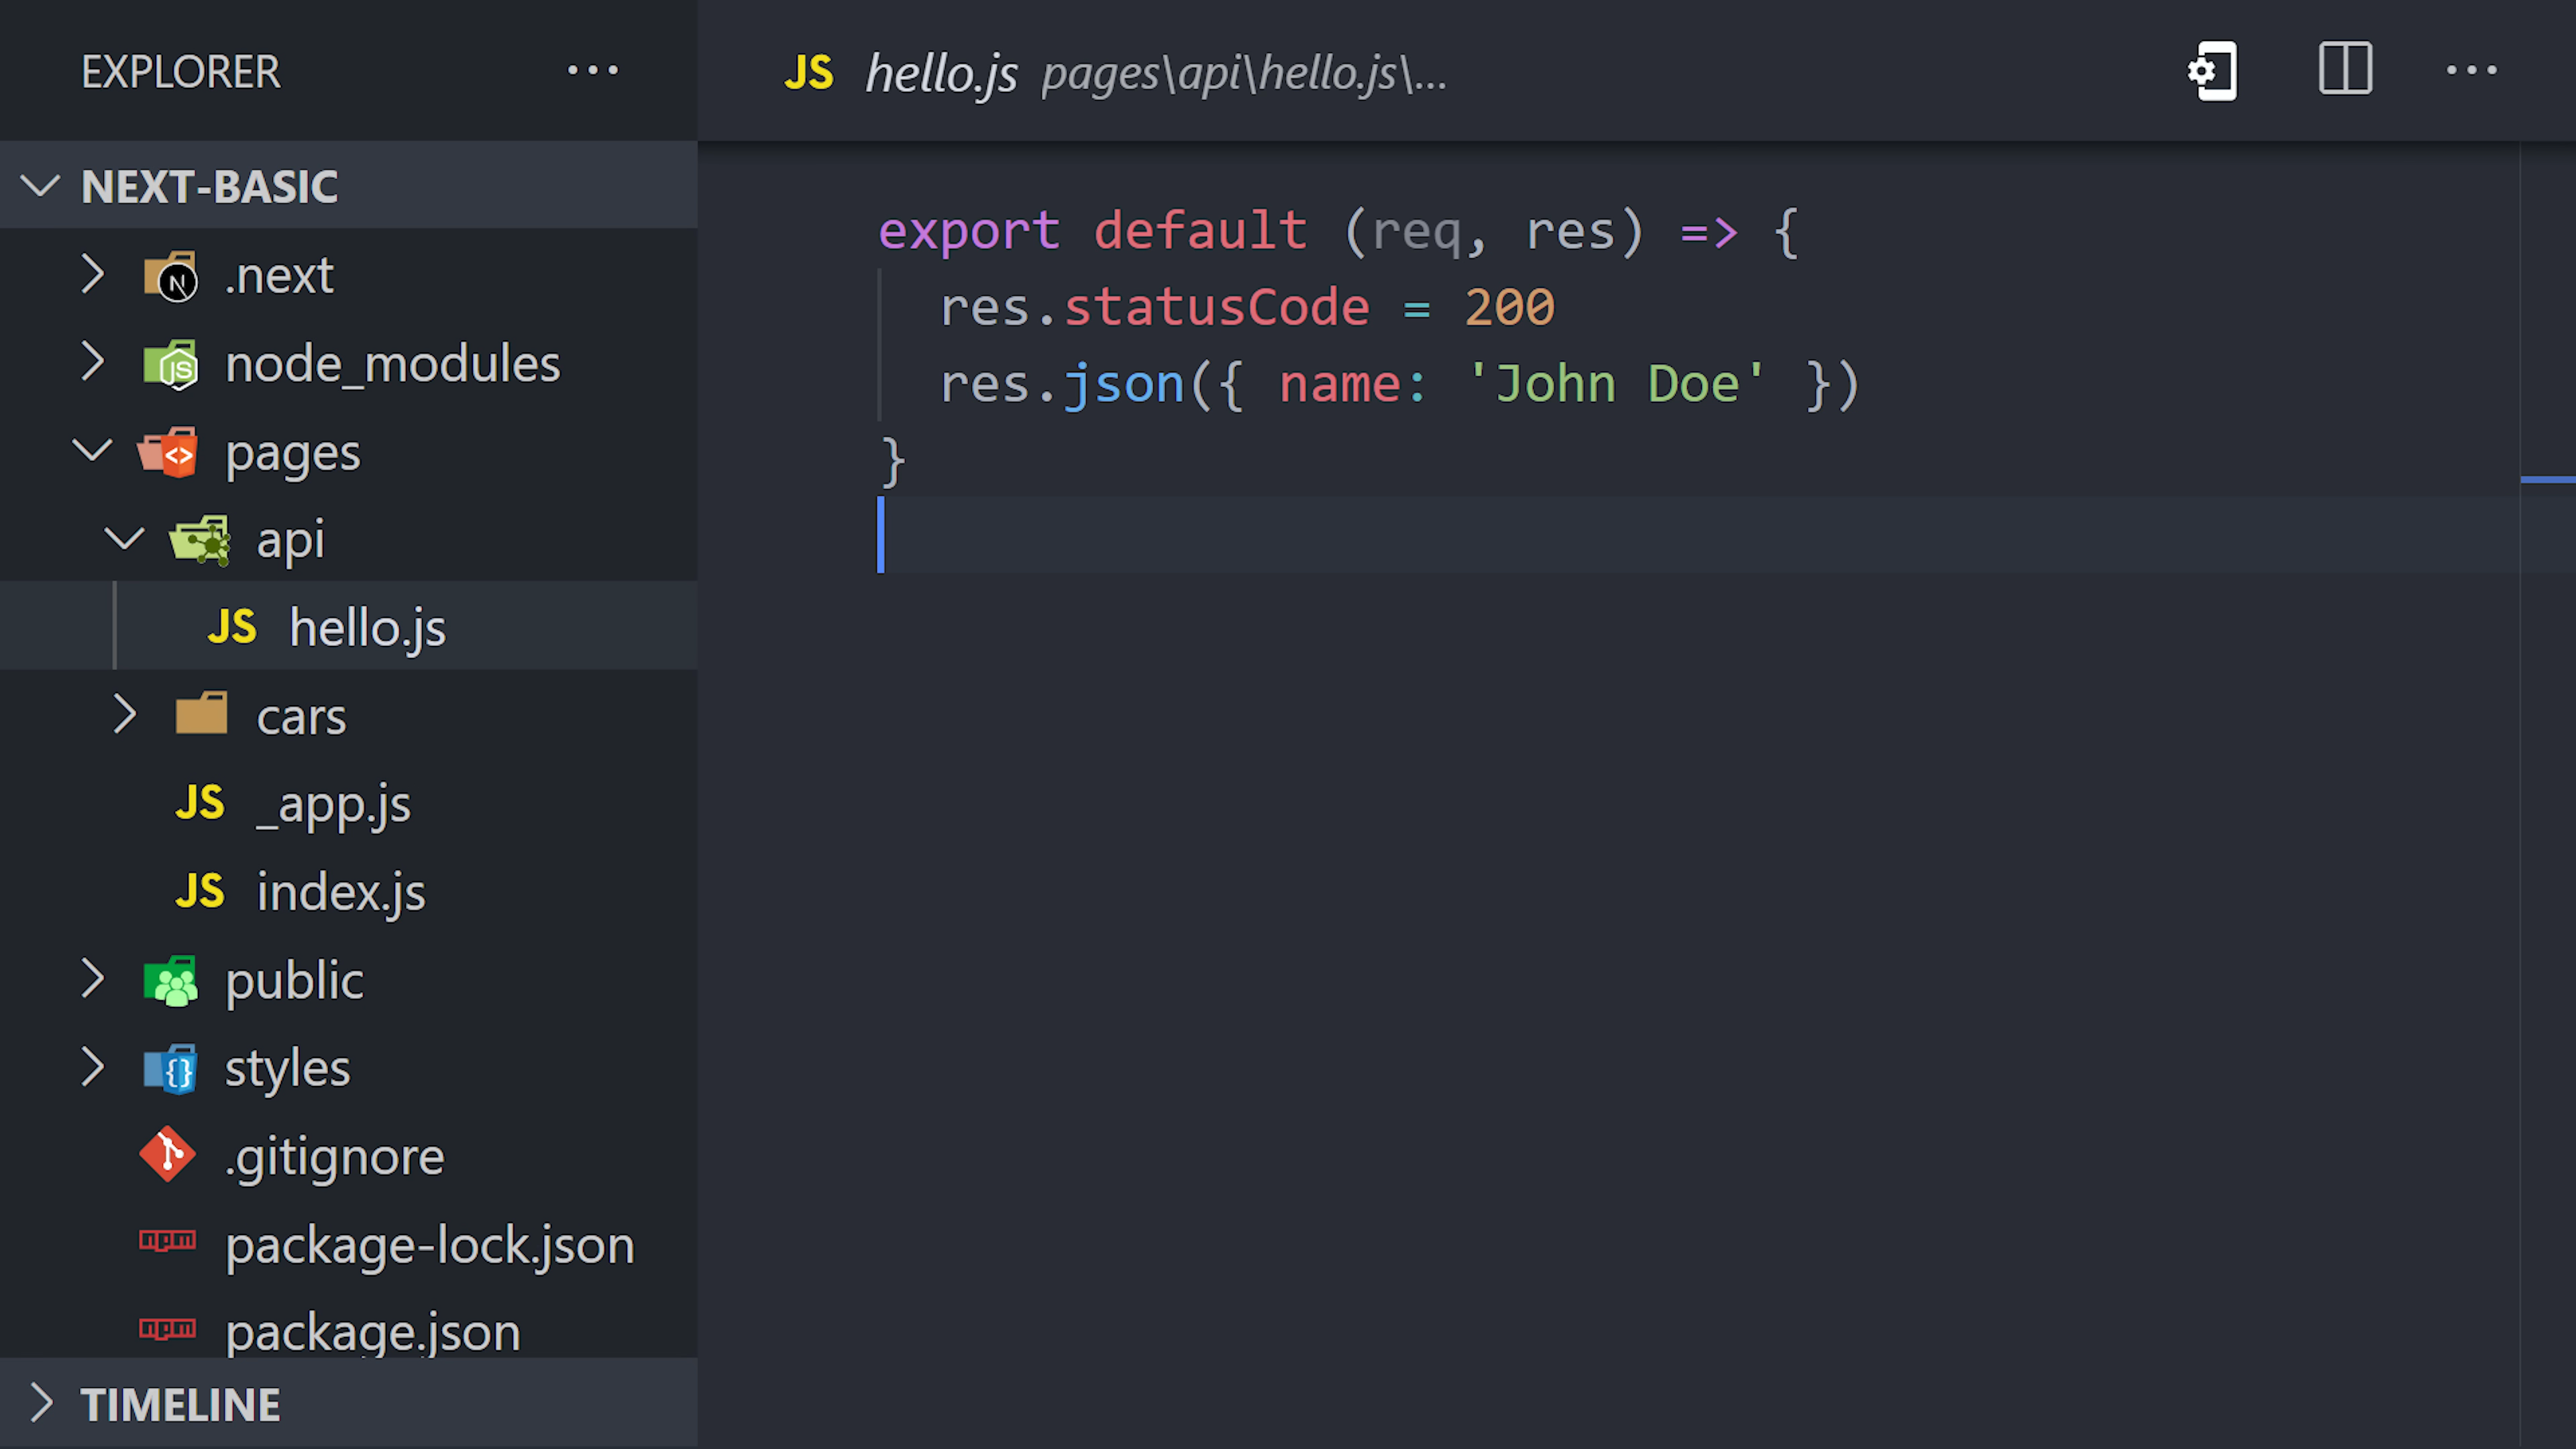 EXPLORER
NEXT-BASIC
.next
node_modules
pages
api
JS hello.js
cars
JS _app.js
JS index.js
public
styles
.gitignore
npm package-lock.json
npm package.json
TIMELINE
JS hello.js pages\api\hello.js\...
export default (req, res) => {
  res.statusCode = 200
  res.json({ name: 'John Doe' })
}